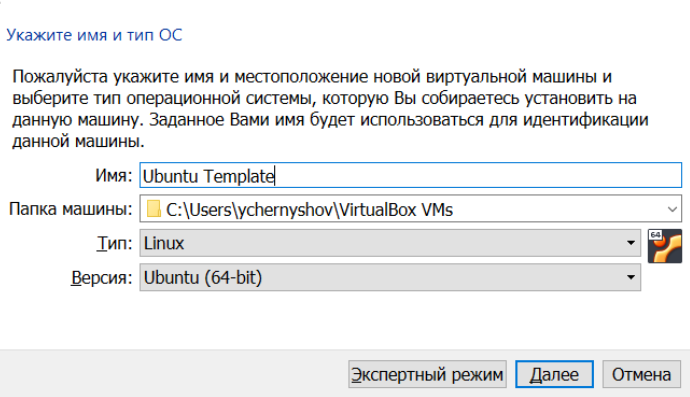 Укажите имя и тип ОС
Пожалуйста укажите имя и местоположение новой виртуальной машины и
выберите тип операционной системы, которую Вы собираетесь установить на
данную машину. Заданное Вами имя будет использоваться для идентификации
данной машины.
Имя: Ubuntu Template
Папка машины: C:\Users\ychernyshov\VirtualBox VMs
Тип: Linux
64
Версия: Ubuntu (64-bit)
Экспертный режим Далее Отмена